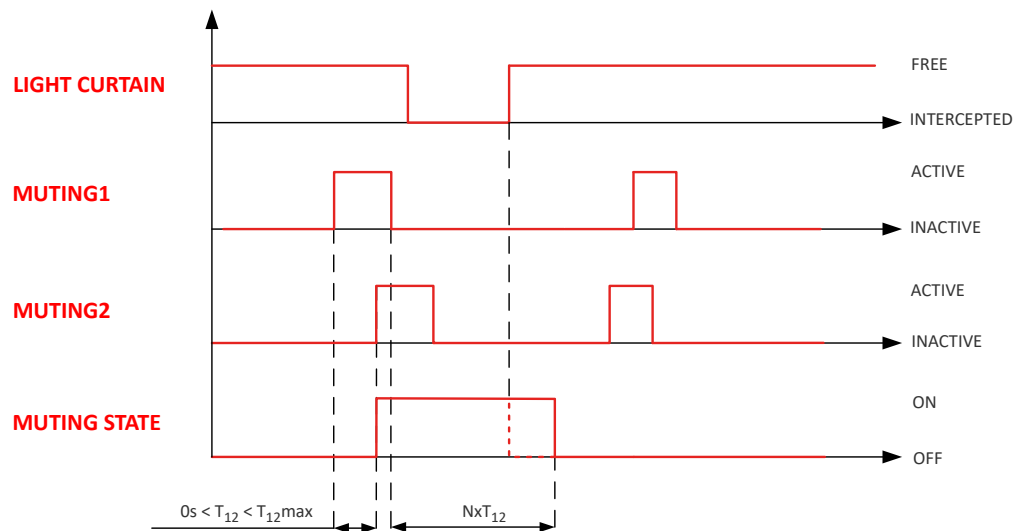 LIGHT CURTAIN
FREE
INTERCEPTED
MUTING1
ACTIVE
INACTIVE
MUTING2
ACTIVE
INACTIVE
MUTING STATE
ON
OFF
0s < T12 < T12max
NxT12